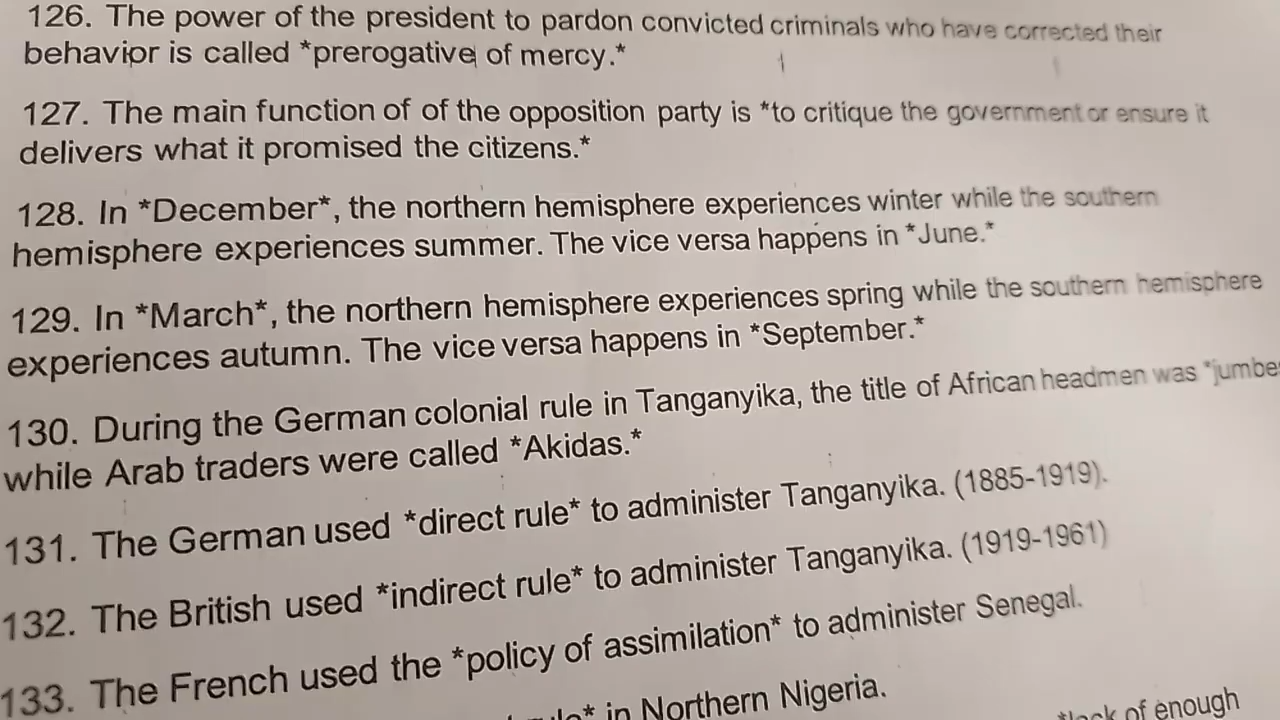 126. The power of the president to pardon convicted criminals who have corrected their
behavior is called *prerogative of mercy.*
127. The main function of of the opposition party is *to critique the government or ensure it
delivers what it promised the citizens.*
128. In *December*, the northern hemisphere experiences winter while the southern
hemisphere experiences summer. The vice versa happens in *June.*
129. In *March*, the northern hemisphere experiences spring while the southern hemisphere
experiences autumn. The vice versa happens in *September.*
130. During the German colonial rule in Tanganyika, the title of African headmen was
while Arab traders were called *Akidas.*
131. The German used *direct rule* to administer Tanganyika. (1885-1919).
132. The British used *indirect rule* to administer Tanganyika. (1919-1961)
133. The French used the *policy of assimilation* to administer Senegal.
in Northern Nigeria.
of enough